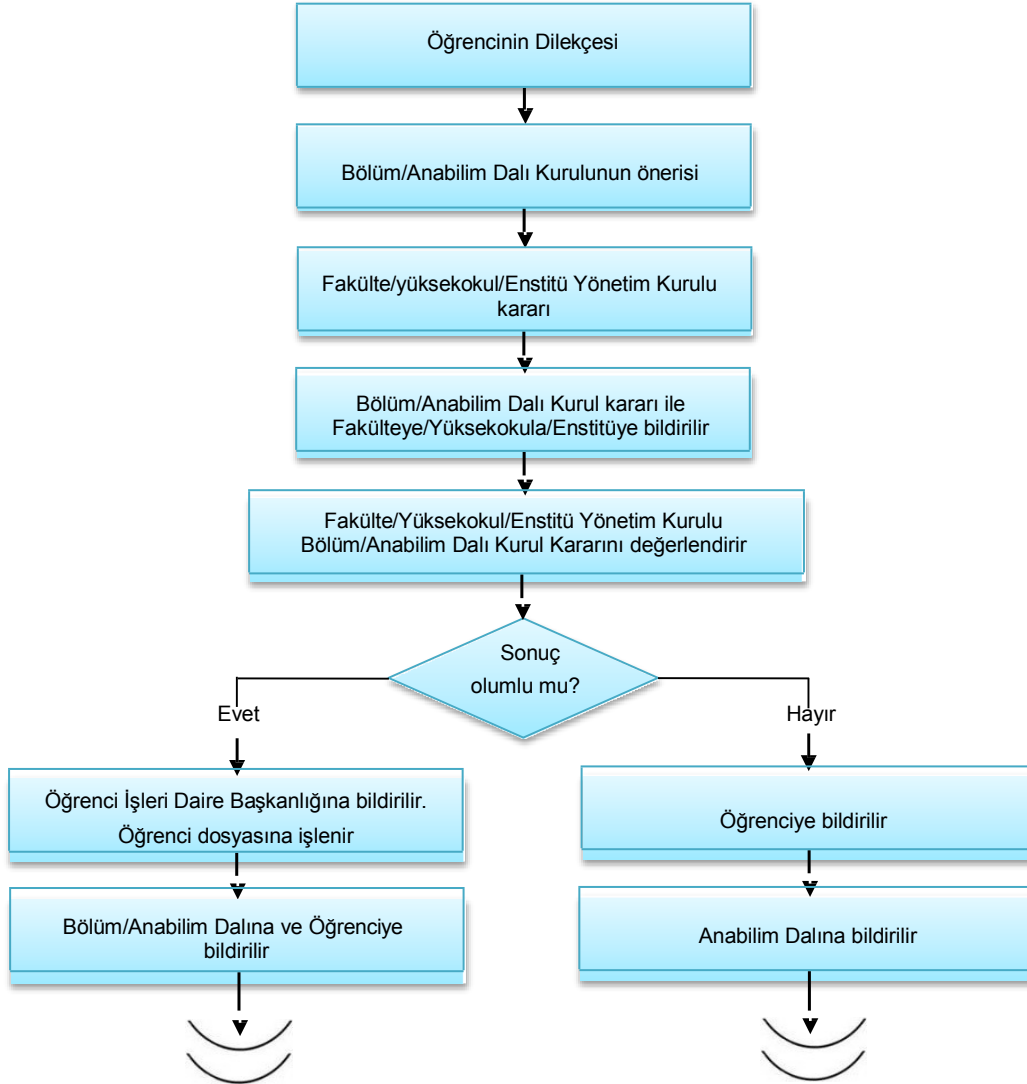 Öğrencinin Dilekçesi
Bölüm/Anabilim Dalı Kurulunun önerisi
Fakülte/yüksekokul/Enstitü Yönetim Kurulu
kararı
Bölüm/Anabilim Dalı Kurul kararı ile
Fakülteye/Yüksekokula/Enstitüye bildirilir
Fakülte/Yüksekokul/Enstitü Yönetim Kurulu
Bölüm/Anabilim Dalı Kurul Kararını değerlendirir
Sonuç
olumlu mu?
Evet
Hayır
Öğrenci İşleri Daire Başkanlığına bildirilir.
Öğrenci dosyasına işlenir
Öğrenciye bildirilir
Bölüm/Anabilim Dalına ve Öğrenciye
bildirilir
Anabilim Dalına bildirilir